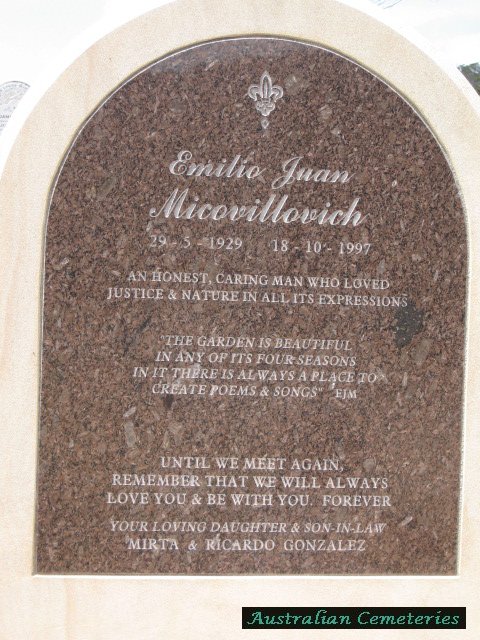 Emilio Juan
Micovillovich
29 - 5 - 1929 18 - 10 - 1997
AN HONEST, CARING MAN WHO LOVED
JUSTICE & NATURE IN ALL ITS EXPRESSIONS
"THE GARDEN IS BEAUTIFUL
IN ANY OF ITS FOUR SEASONS
IN IT THERE IS ALWAYS A PLACE TO
CREATE POEMS & SONGS" EJM
UNTIL WE MEET AGAIN,
REMEMBER THAT WE WILL ALWAYS
LOVE YOU & BE WITH YOU. FOREVER
YOUR LOVING DAUGHTER & SON-IN-LAW
MIRTA & RICARDO GONZALEZ
Australian Cemeteries